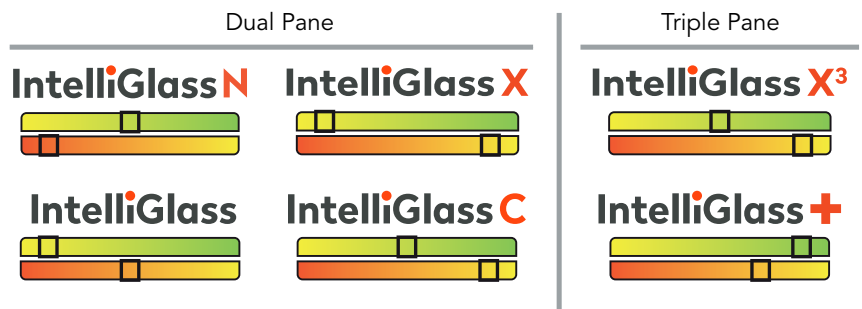 Dual Pane
Triple Pane
IntelliGlass N
IntelliGlass X
IntelliGlass X³
IntelliGlass
IntelliGlass C
IntelliGlass +